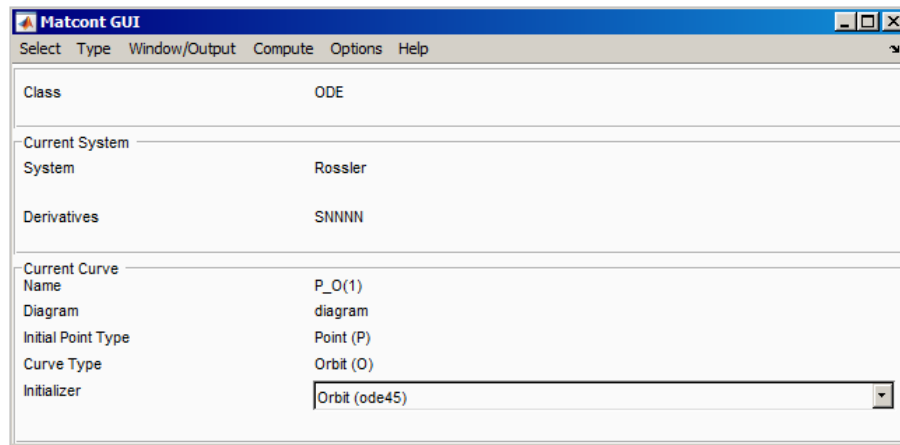 Matcont GUI
Select Type Window/Output Compute Options Help
Class ODE
Current System
System Rossler
Derivatives SNNNN
Current Curve
Name P_O(1)
Diagram diagram
Initial Point Type Point (P)
Curve Type Orbit (O)
Initializer Orbit (ode45)